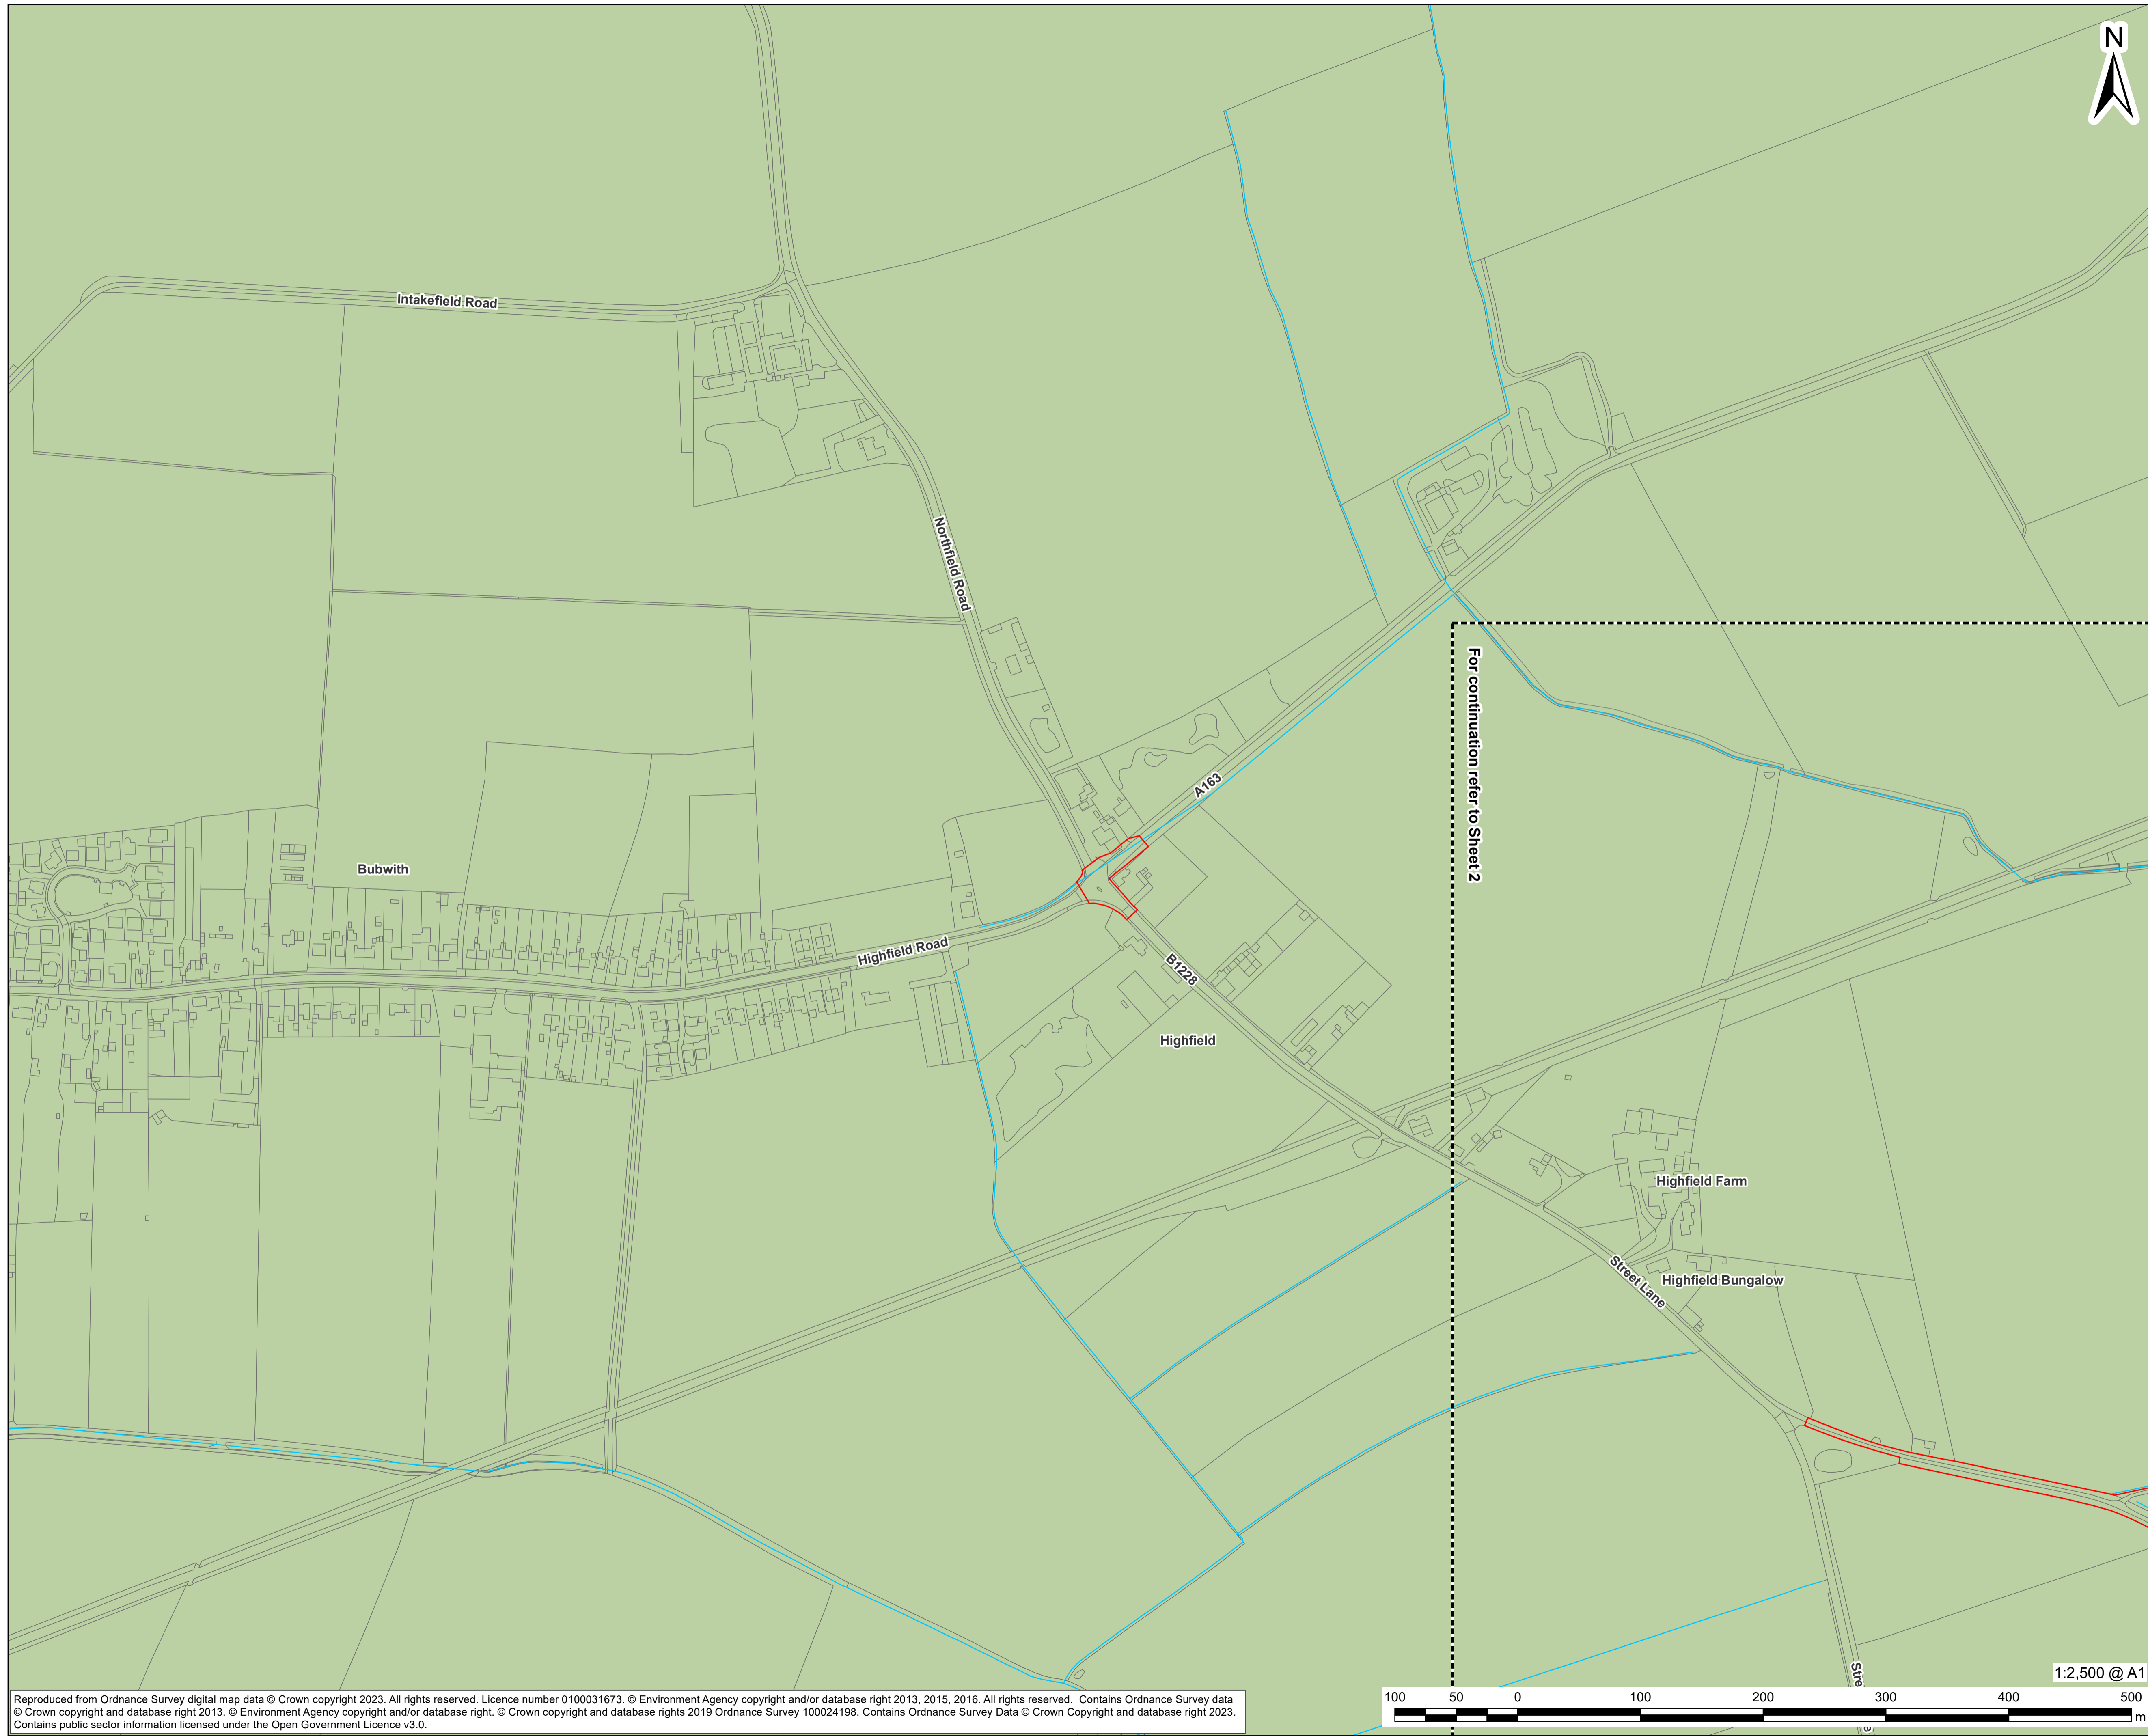 N
Intakefield Road
Northfield Road
For continuation refer to Sheet 2
A163
Bubwith
Highfield Road
B1228
Highfield
Highfield Farm
Street Lane
Highfield Bungalow
Stre
a
1:2,500 @ A1
100 50 0 100 200 300 400 500
m
Reproduced from Ordnance Survey digital map data © Crown copyright 2023. All rights reserved. Licence number 0100031673. © Environment Agency copyright and/or database right 2013, 2015, 2016. All rights reserved. Contains Ordnance Survey data
© Crown copyright and database right 2013. © Environment Agency copyright and/or database right. © Crown copyright and database rights 2019 Ordnance Survey 100024198. Contains Ordnance Survey Data © Crown Copyright and database right 2023.
Contains public sector information licensed under the Open Government Licence v3.0.